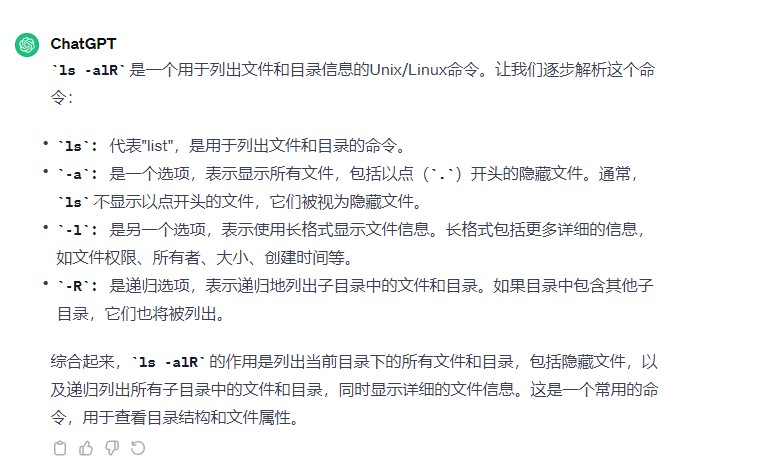 ChatGPT
`ls -alR`是一个用于列出文件和目录信息的Unix/Linux命令。让我们逐步解析这个命
令：
• `ls`: 代表"list"，是用于列出文件和目录的命令。
• `-a`: 是一个选项，表示显示所有文件，包括以点（`.`）开头的隐藏文件。通常，
`ls`不显示以点开头的文件，它们被视为隐藏文件。
• `-l`: 是另一个选项，表示使用长格式显示文件信息。长格式包括更多详细的信息，
如文件权限、所有者、大小、创建时间等。
• `-R`: 是递归选项，表示递归地列出子目录中的文件和目录。如果目录中包含其他子
目录，它们也将被列出。
综合起来，`ls -alR`的作用是列出当前目录下的所有文件和目录，包括隐藏文件，以
及递归列出所有子目录中的文件和目录，同时显示详细的文件信息。这是一个常用的命
令，用于查看目录结构和文件属性。